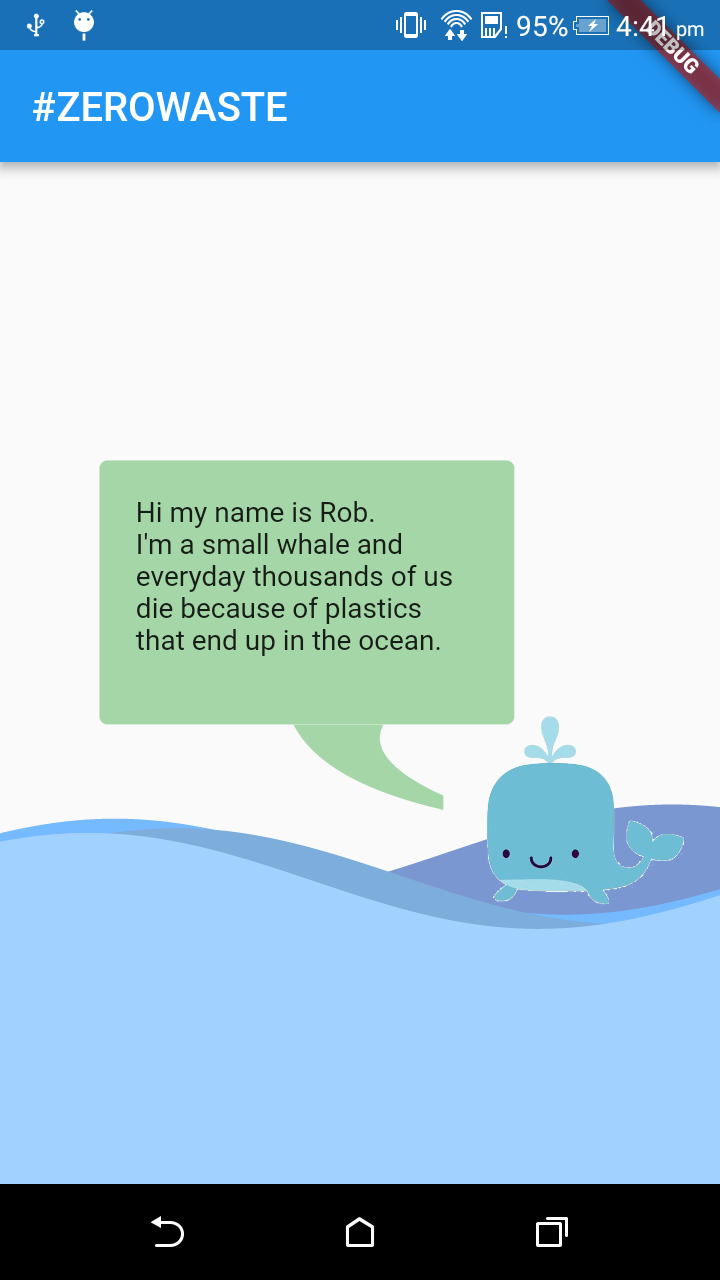 95% 4:41 pm
DEBUG
#ZEROWASTE
Hi my name is Rob.
I'm a small whale and
everyday thousands of us
die because of plastics
that end up in the ocean.